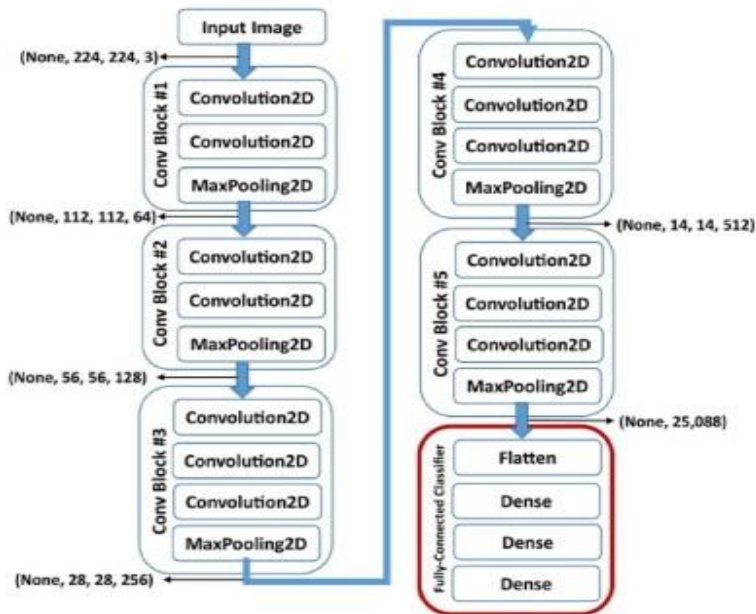 Input Image
(None, 224, 224, 3)
Conv Block #1
Convolution2D
Convolution2D
MaxPooling2D
(None, 112, 112, 64)
Conv Block #2
Convolution2D
Convolution2D
MaxPooling2D
(None, 56, 56, 128)
Conv Block #3
Convolution2D
Convolution2D
Convolution2D
MaxPooling2D
(None, 28, 28, 256)
Conv Block #4
Convolution2D
Convolution2D
Convolution2D
MaxPooling2D
(None, 14, 14, 512)
Conv Block #5
Convolution2D
Convolution2D
Convolution2D
MaxPooling2D
(None, 25,088)
Fully-Connected Classifier
Flatten
Dense
Dense
Dense